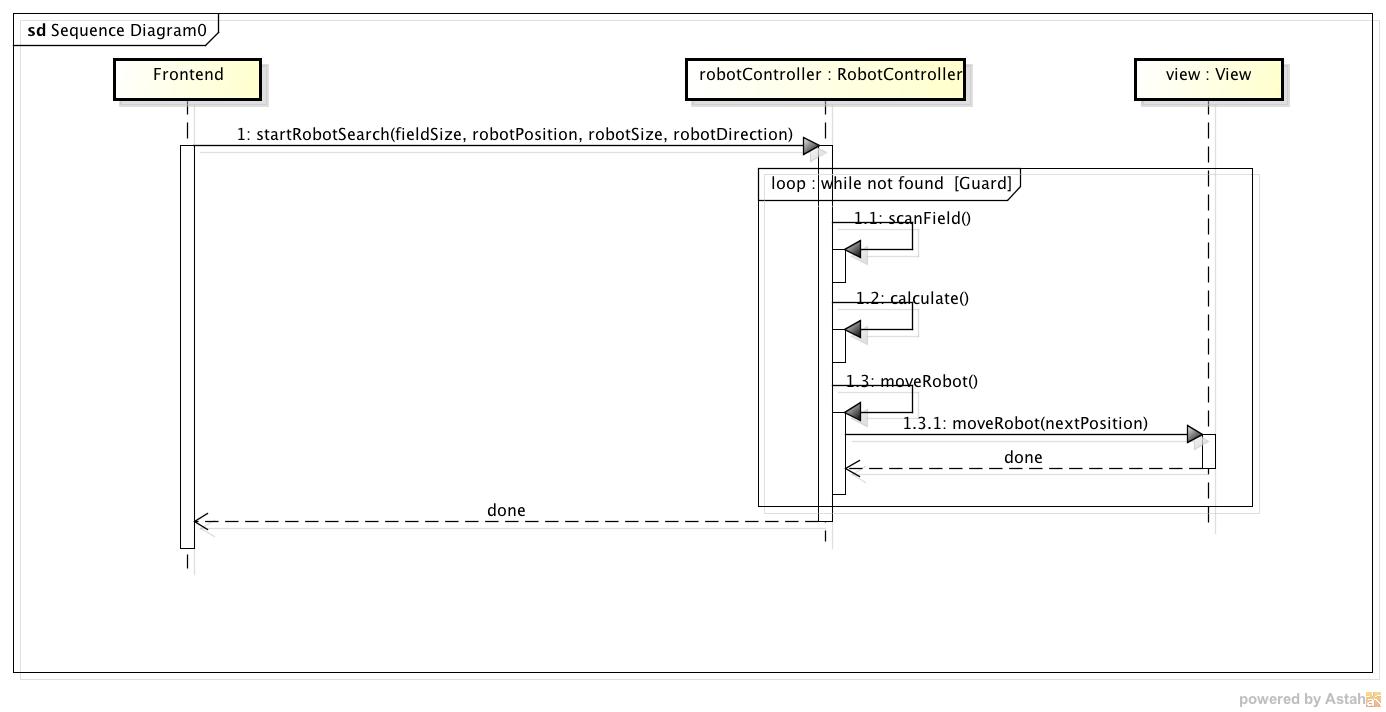 sd Sequence Diagram0
Frontend
robotController : RobotController
view : View
1: startRobotSearch(fieldSize, robotPosition, robotSize, robotDirection)
loop : while not found [Guard]
1.1: scanField()
1.2: calculate()
1.3: moveRobot()
1.3.1: moveRobot(nextPosition)
done
done
powered by Astah